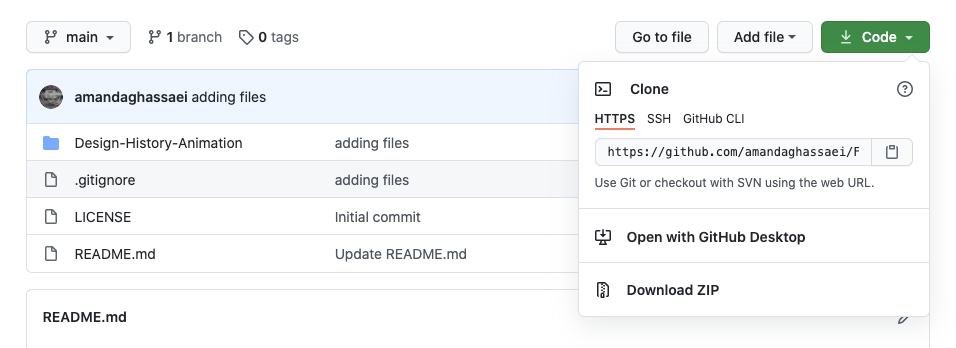 main 1 branch 0 tags Go to file Add file Code
amandaghassaei adding files
Clone
HTTPS SSH GitHub CLI
Design-History-Animation adding files
https://github.com/amandaghassaei/F
.gitignore adding files
Use Git or checkout with SVN using the web URL.
LICENSE Initial commit
Open with GitHub Desktop
README.md Update README.md
Download ZIP
README.md